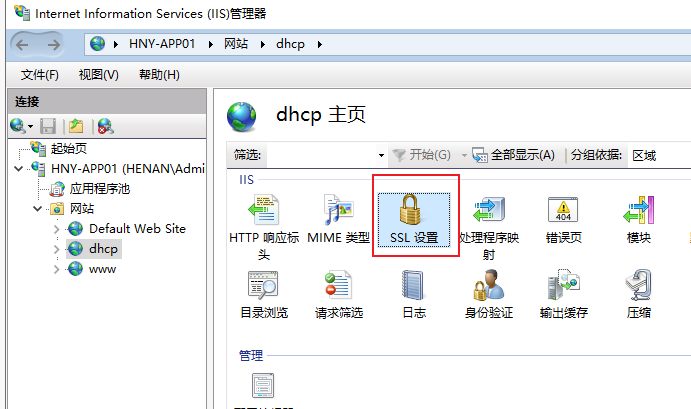 Internet Information Services (IIS)管理器
HNY-APP01 网站 dhcp
文件(F) 视图(V) 帮助(H)
连接
起始页
HNY-APP01 (HENAN\Admi
应用程序池
网站
Default Web Site
dhcp
www
dhcp 主页
筛选: 开始(G) 全部显示(A) 分组依据: 区域
IIS
HTTP 响应标头
MIME 类型
SSL 设置
处理程序映射
404
错误页
模块
目录浏览
请求筛选
日志
身份验证
输出缓存
压缩
管理